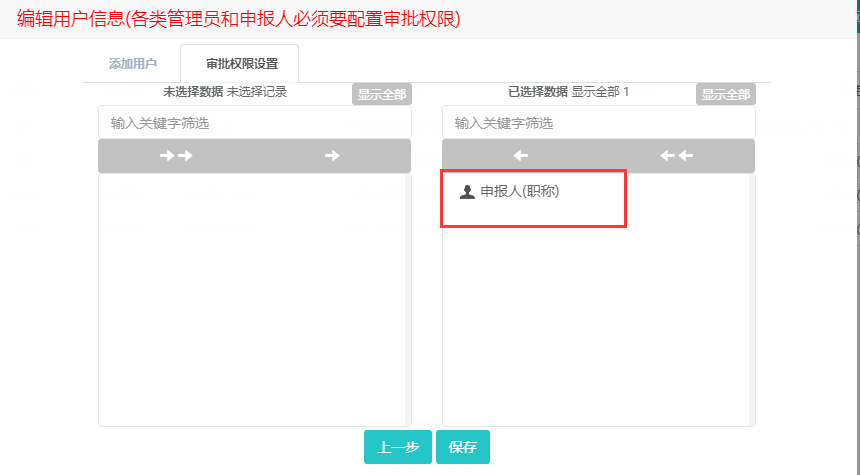 编辑用户信息(各类管理员和申报人必须要配置审批权限)
添加用户 审批权限设置
未选择数据 未选择记录 显示全部
已选择数据 显示全部 1 显示全部
输入关键字筛选
输入关键字筛选
申报人(职称)
上一步 保存